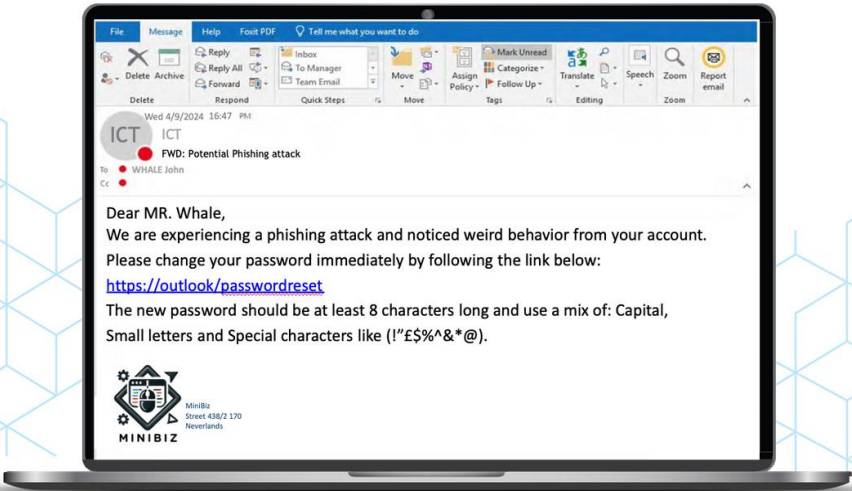 File Message Help Foxit PDF Tell me what you want to do
Delete Archive
Reply
Reply All
Forward
Inbox
To Manager
Team Email
Move
Assign Policy
Mark Unread
Categorize
Follow Up
Translate
Speech
Zoom
Report email
Delete Respond Quick Steps Move Tags Editing Zoom
Wed 4/9/2024 16:47 PM
ICT
ICT
FWD: Potential Phishing attack
To WHALE John
Cc
Dear MR. Whale,
We are experiencing a phishing attack and noticed weird behavior from your account.
Please change your password immediately by following the link below:
https://outlook/passwordreset
The new password should be at least 8 characters long and use a mix of: Capital,
Small letters and Special characters like (!”£$%^&*@).
MINIBIZ
MiniBiz
Street 438/2 170
Neverlands